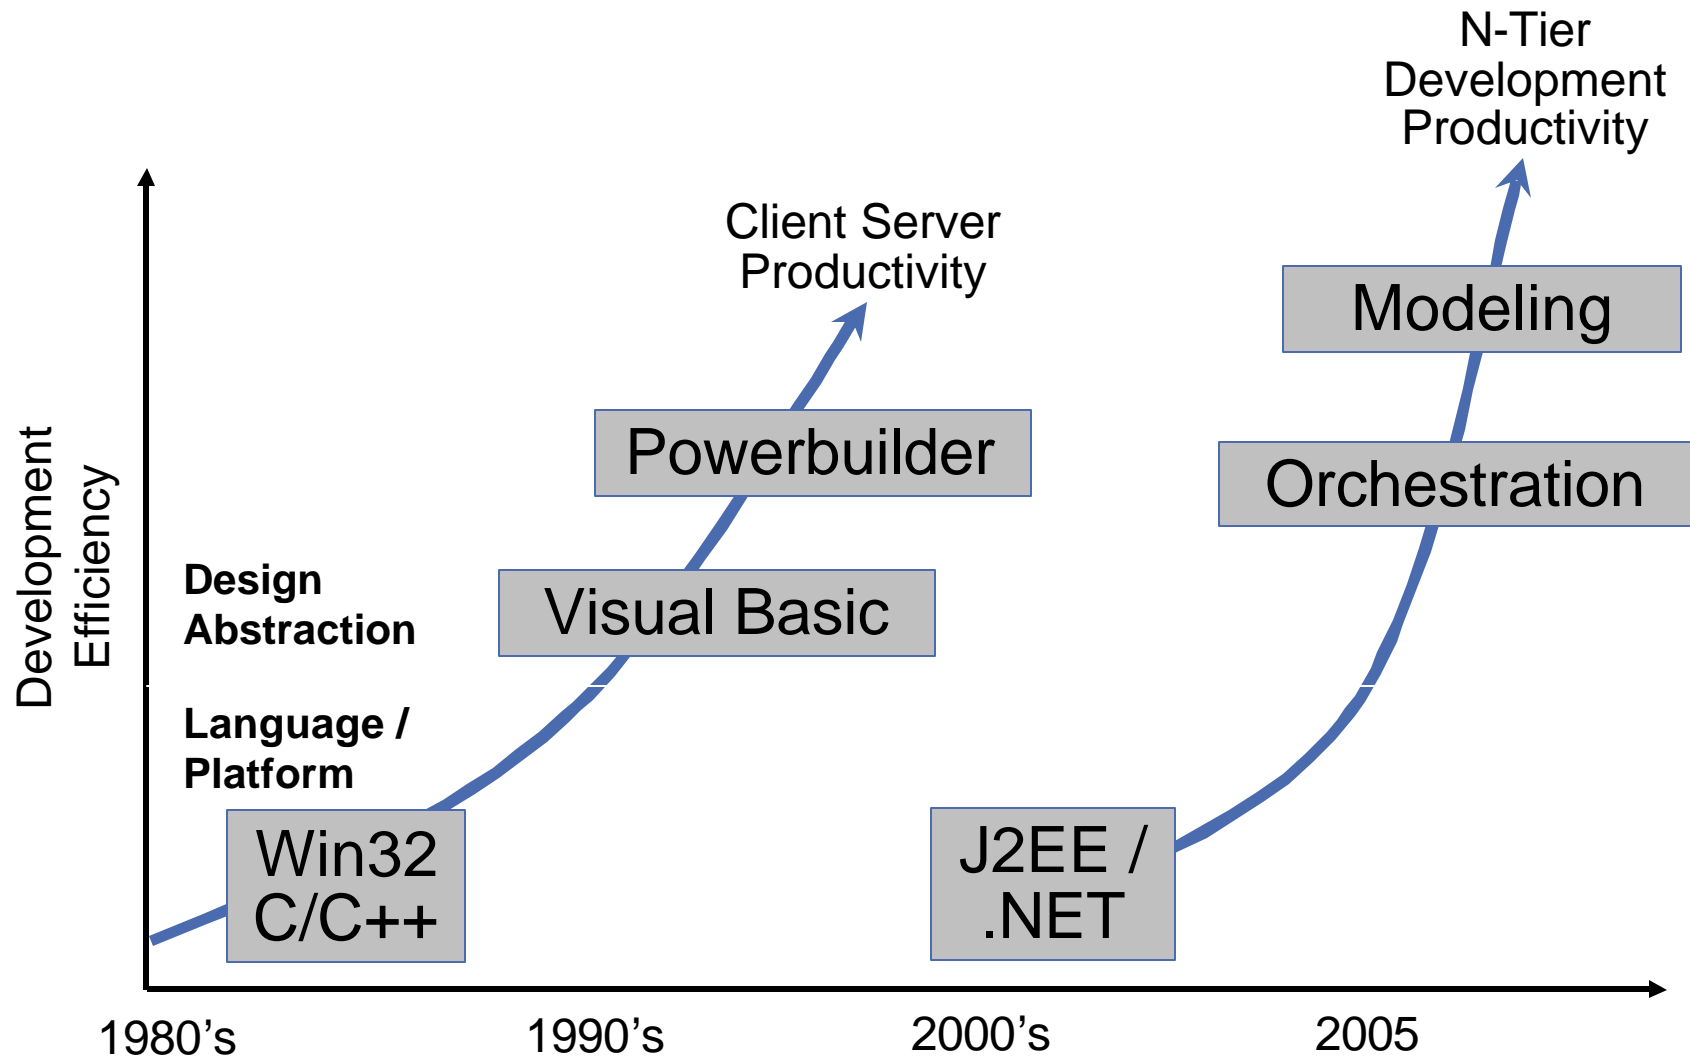 N-Tier
Development
Productivity
Client Server
Productivity
Modeling
Powerbuilder
Orchestration
Development
Efficiency
Design
Abstraction
Visual Basic
Language /
Platform
Win32
C/C++
J2EE /
.NET
1980’s
1990’s
2000’s
2005